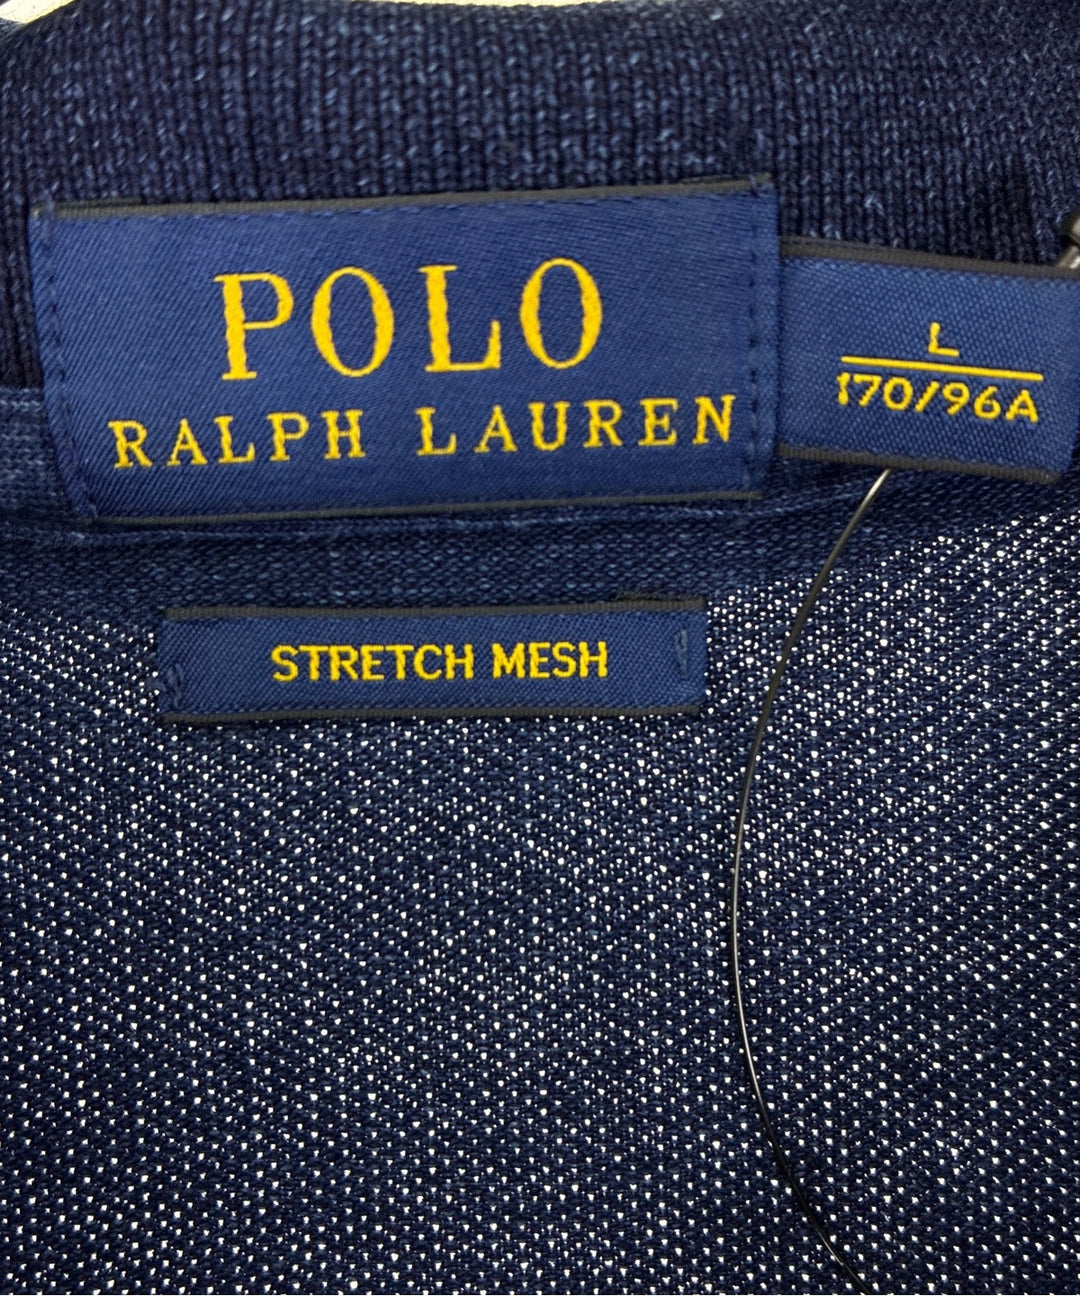 POLO
RALPH LAUREN
L
170/96A
STRETCH MESH